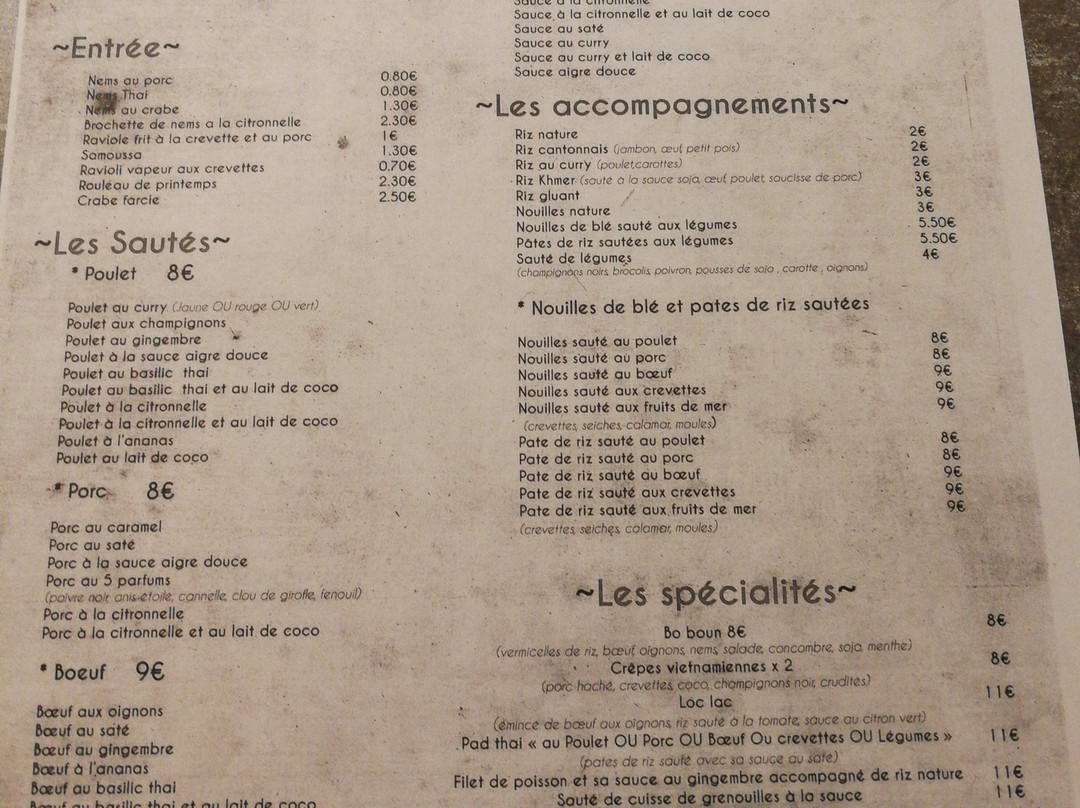 ~Entrée~
Nems au porc 0.80€
Nems Thai 0.80€
Nems au crabe 1.30€
Brochette de nems a la citronnelle 2.30€
Raviole frit à la crevette et au porc 1€
Samoussa 1.30€
Ravioli vapeur aux crevettes 0.70€
Rouleau de printemps 2.30€
Crabe farcie 2.50€
~Les Sautés~
* Poulet 8€
Poulet au curry (Jaune OU rouge OU vert)
Poulet aux champignons
Poulet au gingembre
Poulet à la sauce aigre douce
Poulet au basilic thai
Poulet au basilic thai et au lait de coco
Poulet à la citronnelle
Poulet à la citronnelle et au lait de coco
Poulet à l'ananas
Poulet au lait de coco
* Porc 8€
Porc au caramel
Porc au saté
Porc à la sauce aigre douce
Porc au 5 parfums
(poivre noir, anis-étoile, cannelle, clou de girofle, fenouil)
Porc à la citronnelle
Porc à la citronnelle et au lait de coco
* Boeuf 9€
Bœuf aux oignons
Bœuf au saté
Bœuf au gingembre
Bœuf à l'ananas
Bœuf au basilic thai
Bœuf au basilic thai et au lait de coco
Sauce à la citronnelle
Sauce à la citronnelle et au lait de coco
Sauce au saté
Sauce au curry
Sauce au curry et lait de coco
Sauce aigre douce
~Les accompagnements~
Riz nature 2€
Riz cantonnais (jambon, œuf, petit pois) 2€
Riz au curry (poulet,carottes) 2€
Riz Khmer (sauté à la sauce soja, œuf, poulet, saucisse de porc) 3€
Riz gluant 3€
Nouilles nature 3€
Nouilles de blé sauté aux légumes 5.50€
Pâtes de riz sautées aux légumes 5.50€
Sauté de légumes 4€
(champignons noirs, brocolis, poivron, pousses de soja , carotte , oignons)
* Nouilles de blé et pates de riz sautées
Nouilles sauté au poulet 8€
Nouilles sauté au porc 8€
Nouilles sauté au bœuf 9€
Nouilles sauté aux crevettes 9€
Nouilles sauté aux fruits de mer 9€
(crevettes, seiches, calamar, moules)
Pate de riz sauté au poulet 8€
Pate de riz sauté au porc 8€
Pate de riz sauté au bœuf 9€
Pate de riz sauté aux crevettes 9€
Pate de riz sauté aux fruits de mer 9€
(crevettes, seiches, calamar, moules)
~Les spécialités~
Bo boun 8€ 8€
(vermicelles de riz, bœuf, oignons, nems, salade, concombre, soja, menthe)
Crêpes vietnamiennes x 2 8€
(porc haché, crevettes, coco, champignons noir, crudités)
Loc lac 11€
(émincé de bœuf aux oignons, riz sauté à la tomate, sauce au citron vert)
Pad thai « au Poulet OU Porc OU Bœuf Ou crevettes OU Légumes » 11€
(pates de riz sauté avec sa sauce au saté)
Filet de poisson et sa sauce au gingembre accompagné de riz nature 11€
Sauté de cuisse de grenouilles à la sauce 11€